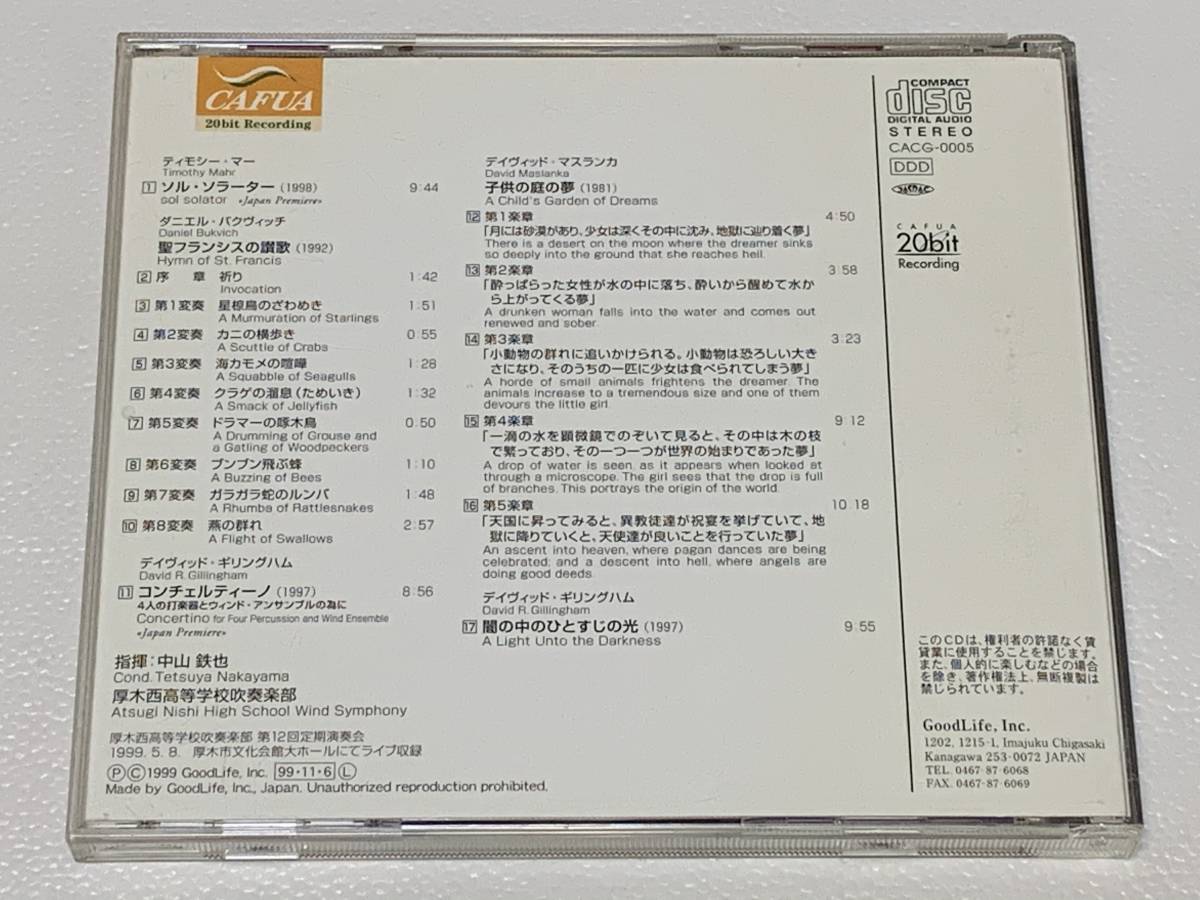 CAFUA
20bit Recording
ティモシー・マー
Timothy Mahr
1 ソル・ソラーター (1998) 9:44
sol solator «Japan Premiere»
ダニエル・バクヴィッチ
Daniel Bukvich
聖フランシスの讃歌 (1992)
Hymn of St. Francis
2 序 章 祈り 1:42
Invocation
3 第1変奏 星椋鳥のざわめき 1:51
A Murmuration of Starlings
4 第2変奏 カニの横歩き 0:55
A Scuttle of Crabs
5 第3変奏 海カモメの喧嘩 1:28
A Squabble of Seagulls
6 第4変奏 クラゲの溜息(ためいき) 1:32
A Smack of Jellyfish
7 第5変奏 ドラマーの啄木鳥 0:50
A Drumming of Grouse and
a Gatling of Woodpeckers
8 第6変奏 ブンブン飛ぶ蜂 1:10
A Buzzing of Bees
9 第7変奏 ガラガラ蛇のルンバ 1:48
A Rhumba of Rattlesnakes
10 第8変奏 燕の群れ 2:57
A Flight of Swallows
デイヴィッド・ギリングハム
David R. Gillingham
11 コンチェルティーノ (1997) 8:56
4人の打楽器とウィンド・アンサンブルの為に
Concertino for Four Percussion and Wind Ensemble
«Japan Premiere»
指揮:中山 鉄也
Cond. Tetsuya Nakayama
厚木西高等学校吹奏楽部
Atsugi Nishi High School Wind Symphony
厚木西高等学校吹奏楽部 第12回定期演奏会
1999. 5. 8. 厚木市文化会館大ホールにてライブ収録
ⓅⒸ1999 GoodLife, Inc. 99・11・6 Ⓛ
Made by GoodLife, Inc., Japan. Unauthorized reproduction prohibited.
デイヴィッド・マスランカ
David Maslanka
子供の庭の夢 (1981)
A Child's Garden of Dreams
12 第1楽章 4:50
「月には砂漠があり、少女は深くその中に沈み、地獄に辿り着く夢」
There is a desert on the moon where the dreamer sinks
so deeply into the ground that she reaches hell.
13 第2楽章 3:58
「酔っぱらった女性が水の中に落ち、酔いから醒めて水か
ら上がってくる夢」
A drunken woman falls into the water and comes out
renewed and sober.
14 第3楽章 3:23
「小動物の群れに追いかけられる。小動物は恐ろしい大き
さになり、そのうちの一匹に少女は食べられてしまう夢」
A horde of small animals frightens the dreamer. The
animals increase to a tremendous size and one of them
devours the little girl.
15 第4楽章 9:12
「一滴の水を顕微鏡でのぞいて見ると、その中は木の枝
で繁っており、その一つ一つが世界の始まりであった夢」
A drop of water is seen, as it appears when looked at
through a microscope. The girl sees that the drop is full
of branches. This portrays the origin of the world.
16 第5楽章 10:18
「天国に昇ってみると、異教徒達が祝宴を挙げていて、地
獄に降りていくと、天使達が良いことを行っていた夢」
An ascent into heaven, where pagan dances are being
celebrated; and a descent into hell, where angels are
doing good deeds.
デイヴィッド・ギリングハム
David R. Gillingham
17 闇の中のひとすじの光 (1997) 9:55
A Light Unto the Darkness
COMPACT
disc
DIGITAL AUDIO
STEREO
CACG-0005
DDD
JASRAC
CAFUA
20bit
Recording
このCDは、権利者の許諾なく賃
貸業に使用することを禁じます。
また、個人的に楽しむなどの場合
を除き、著作権法上、無断複製は
禁じられています。
GoodLife, Inc.
1202, 1215-1, Imajuku Chigasaki
Kanagawa 253-0072 JAPAN
TEL. 0467-87-6068
FAX. 0467-87-6069